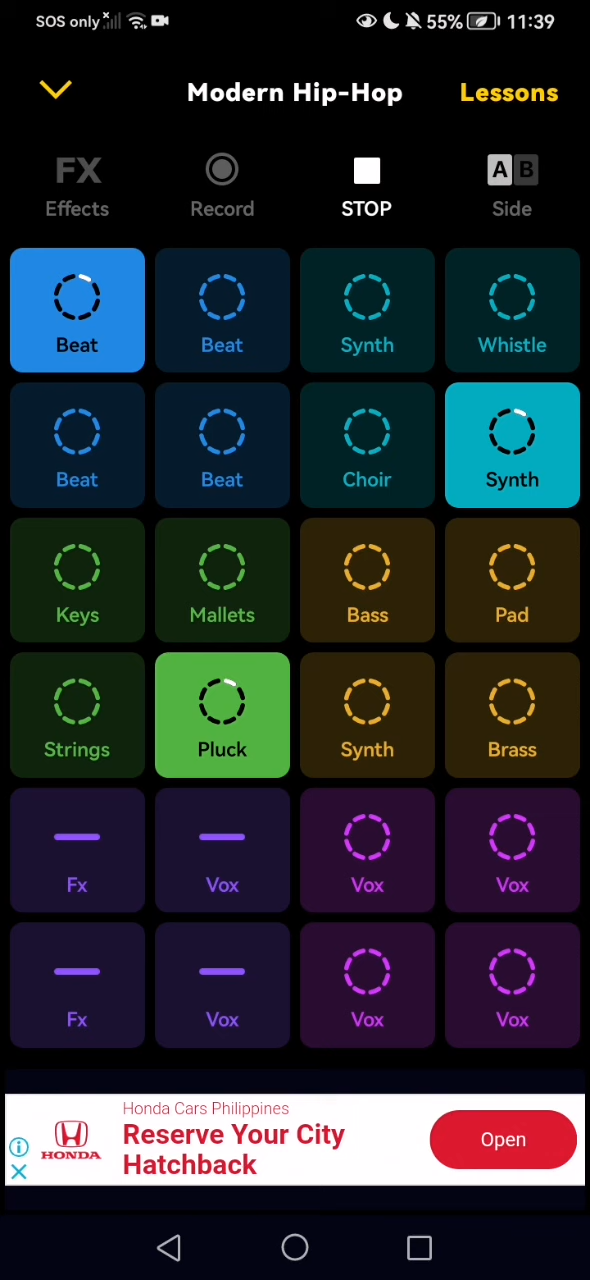 SOS only
55%
11:39
Modern Hip-Hop
Lessons
FX
A B
Effects
Record
STOP
Side
Beat
Beat
Synth
Whistle
Beat
Beat
Choir
Synth
Keys
Mallets
Bass
Pad
Strings
Pluck
Synth
Brass
Fx
Vox
Vox
Vox
Fx
Vox
Vox
Vox
Honda Cars Philippines
Reserve Your City
Hatchback
HONDA
Open